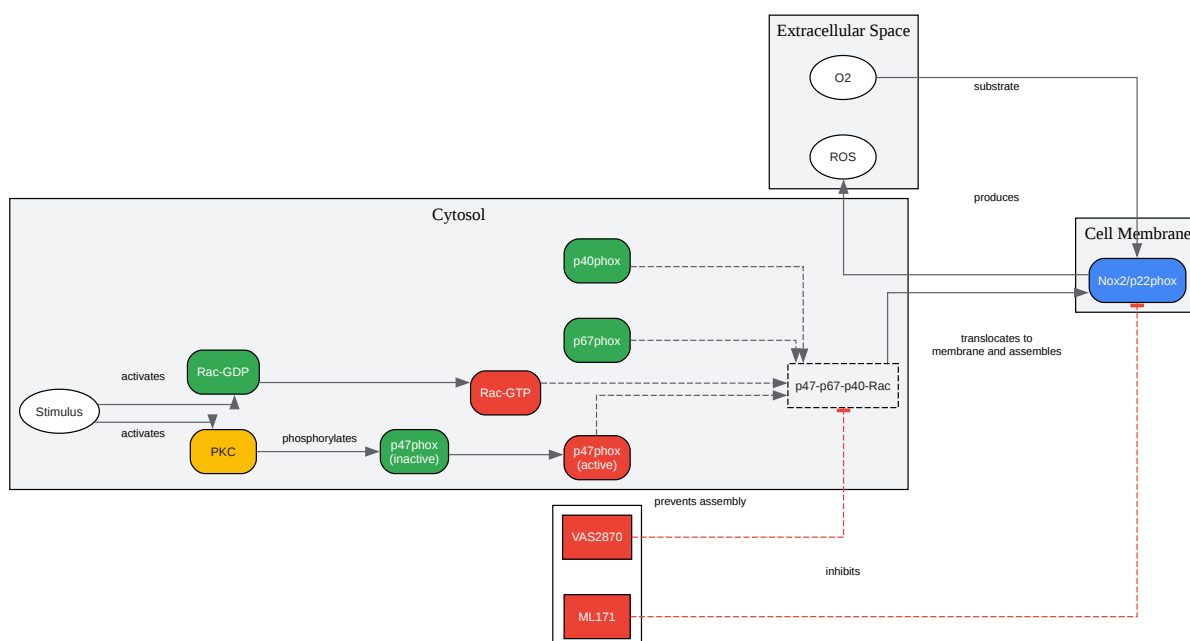 Extracellular Space
O2
substrate
ROS
produces
Cytosol
Cell Membrane
p40phox
Nox2/p22phox
p67phox
translocates to
membrane and assembles
activates
Rac-GDP
Rac-GTP
p47-p67-p40-Rac
Stimulus
activates
PKC
phosphorylates
p47phox
(inactive)
p47phox
(active)
prevents assembly
VAS2870
inhibits
ML171